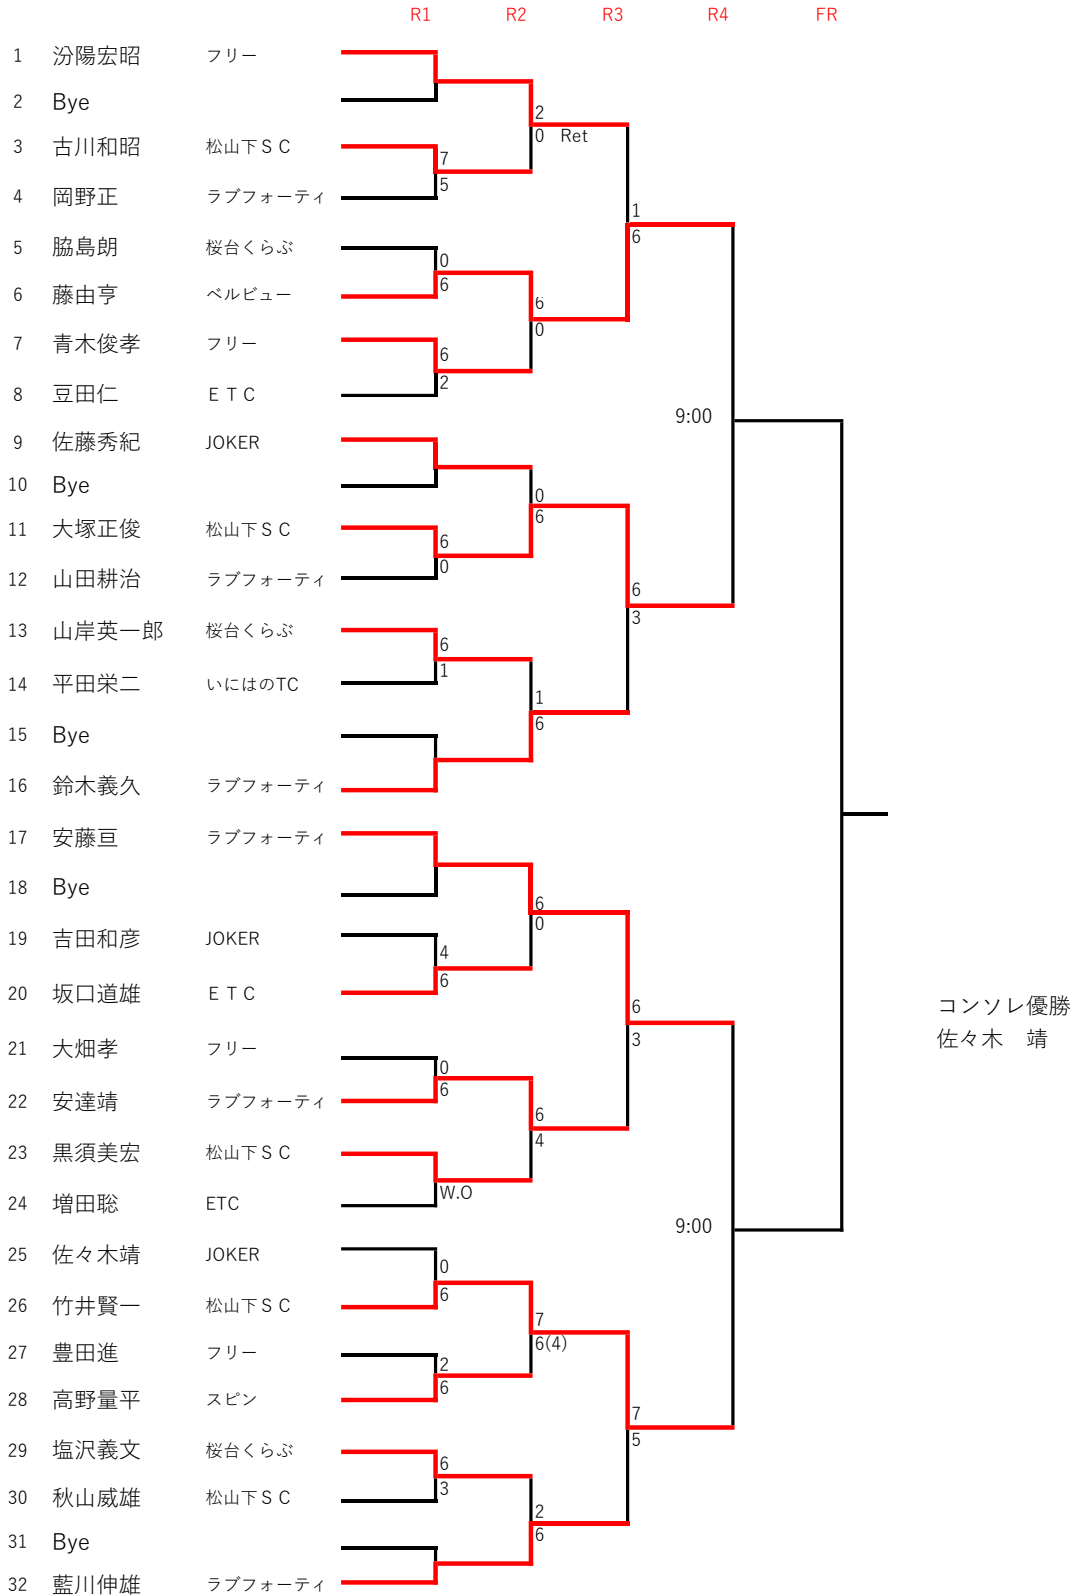 R1 R2 R3 R4 FR
1 汾陽宏昭 フリー
2 Bye
2
0 Ret
3 古川和昭 松山下ＳＣ
7
5
4 岡野正 ラブフォーティ
1
6
5 脇島朗 桜台くらぶ
0
6
6 藤由亨 ベルビュー
6
0
7 青木俊孝 フリー
6
2
8 豆田仁 ＥＴＣ
9:00
9 佐藤秀紀 JOKER
10 Bye
0
6
11 大塚正俊 松山下ＳＣ
6
0
12 山田耕治 ラブフォーティ
6
3
13 山岸英一郎 桜台くらぶ
6
1
14 平田栄二 いにはのTC
1
6
15 Bye
16 鈴木義久 ラブフォーティ
17 安藤亘 ラブフォーティ
18 Bye
6
0
19 吉田和彦 JOKER
4
6
20 坂口道雄 ＥＴＣ
6
3
コンソレ優勝
佐々木　靖
21 大畑孝 フリー
0
6
22 安達靖 ラブフォーティ
6
4
23 黒須美宏 松山下ＳＣ
W.O
24 増田聡 ETC
9:00
25 佐々木靖 JOKER
0
6
26 竹井賢一 松山下ＳＣ
7
6(4)
27 豊田進 フリー
2
6
28 高野量平 スピン
7
5
29 塩沢義文 桜台くらぶ
6
3
30 秋山威雄 松山下ＳＣ
2
6
31 Bye
32 藍川伸雄 ラブフォーティ